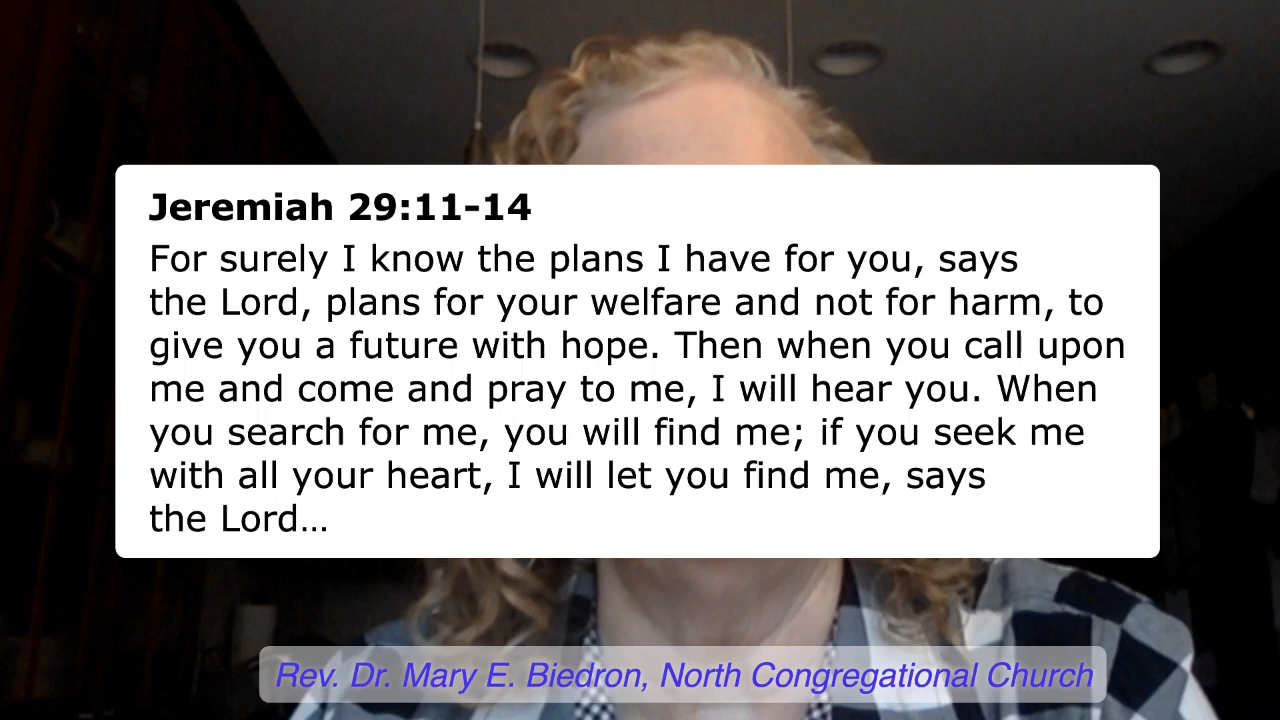 Jeremiah 29:11-14
For surely I know the plans I have for you, says
the Lord, plans for your welfare and not for harm, to
give you a future with hope. Then when you call upon
me and come and pray to me, I will hear you. When
you search for me, you will find me; if you seek me
with all your heart, I will let you find me, says
the Lord…
Rev. Dr. Mary E. Biedron, North Congregational Church